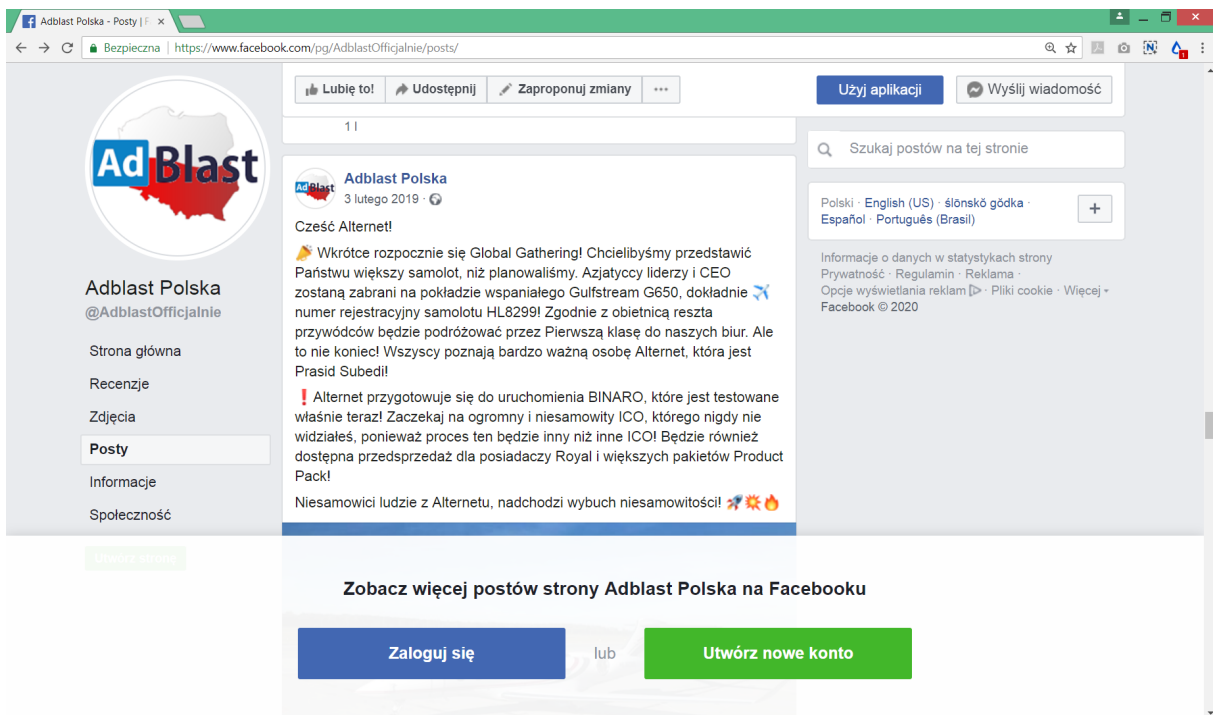 Adblast Polska - Posty | F
Bezpieczna | https://www.facebook.com/pg/AdblastOfficjalnie/posts/
Ad Blast
Adblast Polska
@AdblastOfficjalnie
Strona główna
Recenzje
Zdjęcia
Posty
Informacje
Społeczność
Utwórz stronę
Lubię to! Udostępnij Zaproponuj zmiany ...
Użyj aplikacji Wyślij wiadomość
1 l
Ad Blast
Adblast Polska
3 lutego 2019 ·
Cześć Alternet!
🎉 Wkrótce rozpocznie się Global Gathering! Chcielibyśmy przedstawić
Państwu większy samolot, niż planowaliśmy. Azjatyccy liderzy i CEO
zostaną zabrani na pokładzie wspaniałego Gulfstream G650, dokładnie ✈️
numer rejestracyjny samolotu HL8299! Zgodnie z obietnicą reszta
przywódców będzie podróżować przez Pierwszą klasę do naszych biur. Ale
to nie koniec! Wszyscy poznają bardzo ważną osobę Alternet, która jest
Prasid Subedi!
❗ Alternet przygotowuje się do uruchomienia BINARO, które jest testowane
właśnie teraz! Zaczekaj na ogromny i niesamowity ICO, którego nigdy nie
widziałeś, ponieważ proces ten będzie inny niż inne ICO! Będzie również
dostępna przedsprzedaż dla posiadaczy Royal i większych pakietów Product
Pack!
Niesamowici ludzie z Alternetu, nadchodzi wybuch niesamowitości! 🚀💥🔥
Szukaj postów na tej stronie
Polski · English (US) · ślōnskŏ gŏdka ·
Español · Português (Brasil)
+
Informacje o danych w statystykach strony
Prywatność · Regulamin · Reklama ·
Opcje wyświetlania reklam · Pliki cookie · Więcej
Facebook © 2020
Zobacz więcej postów strony Adblast Polska na Facebooku
Zaloguj się lub Utwórz nowe konto